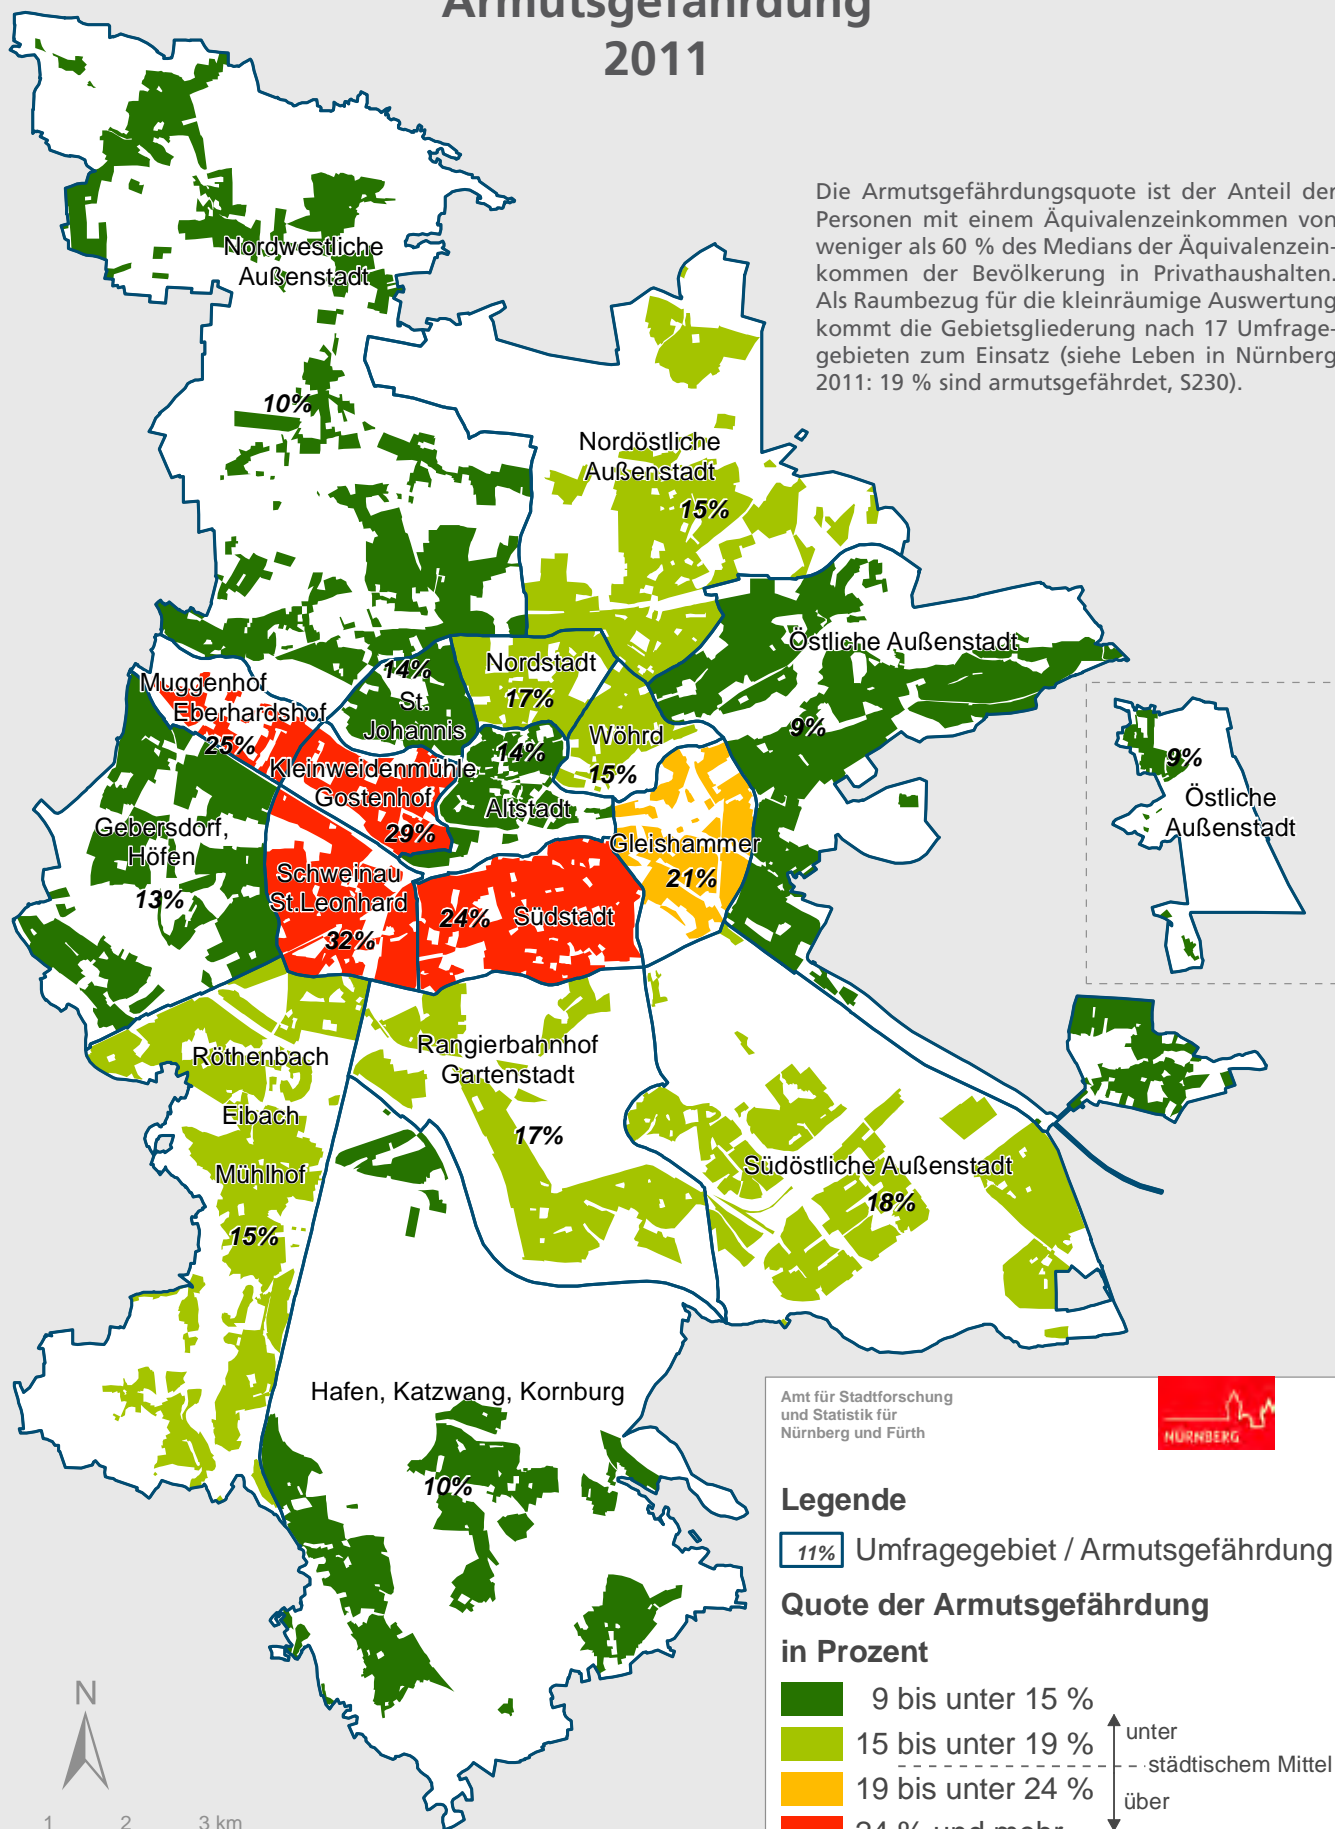 Armutsgefährdung
2011
Die Armutsgefährdungsquote ist der Anteil der
Personen mit einem Äquivalenzeinkommen von
weniger als 60 % des Medians der Äquivalenzein-
kommen der Bevölkerung in Privathaushalten.
Als Raumbezug für die kleinräumige Auswertung
kommt die Gebietsgliederung nach 17 Umfrage-
gebieten zum Einsatz (siehe Leben in Nürnberg
2011: 19 % sind armutsgefährdet, S230).
Nordwestliche
Außenstadt
10%
Nordöstliche
Außenstadt
15%
Östliche Außenstadt
9%
Nordstadt
17%
14%
St.
Johannis
Muggenhof
Eberhardshof
25%
Wöhrd
15%
14%
Altstadt
Kleinweidenmühle
Gostenhof
29%
9%
Östliche
Außenstadt
Gebersdorf,
Höfen
13%
Gleishammer
21%
Schweinau
St.Leonhard
32%
24%
Südstadt
Röthenbach
Eibach
Mühlhof
15%
Rangierbahnhof
Gartenstadt
17%
Südöstliche Außenstadt
18%
Hafen, Katzwang, Kornburg
10%
Amt für Stadtforschung
und Statistik für
Nürnberg und Fürth
NÜRNBERG
Legende
11% Umfragegebiet / Armutsgefährdung
Quote der Armutsgefährdung
in Prozent
9 bis unter 15 %
15 bis unter 19 %
unter
städtischem Mittel
19 bis unter 24 %
über
24 % und mehr
N
1 2 3 km